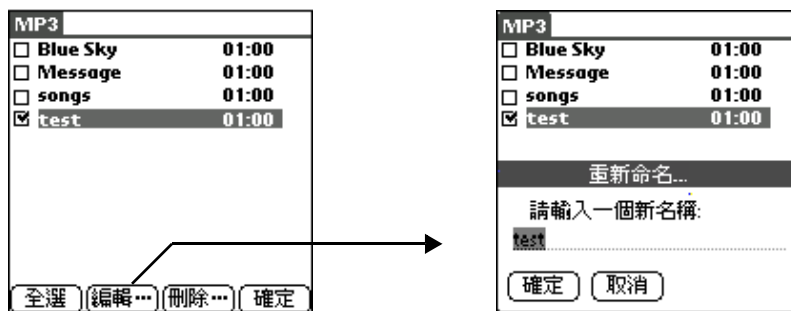 MP3
Blue Sky 01:00
Message 01:00
songs 01:00
test 01:00
全選 編輯… 刪除… 確定
MP3
Blue Sky 01:00
Message 01:00
songs 01:00
test 01:00
重新命名...
請輸入一個新名稱:
test
確定 取消